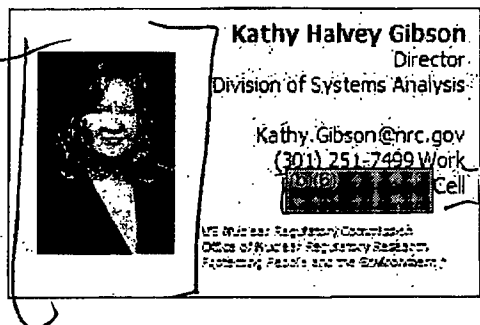 Kathy Halvey Gibson
Director
Division of Systems Analysis
Kathy.Gibson@nrc.gov
(301) 251-7499 Work
(b)(6) Cell
US Nuclear Regulatory Commission
Office of Nuclear Regulatory Research
Protecting People and the Environment